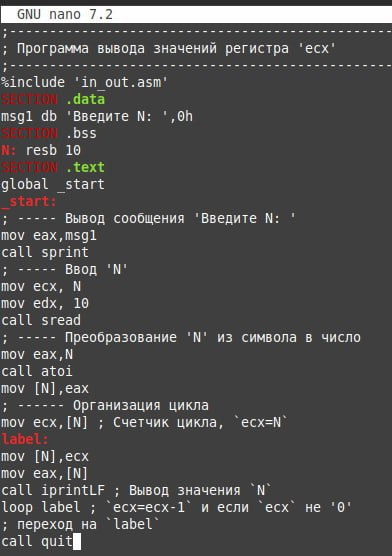 GNU nano 7.2
;-----------------------------------------
; Программа вывода значений регистра 'ecx'
;-----------------------------------------
%include 'in_out.asm'
SECTION .data
msg1 db 'Введите N: ',0h
SECTION .bss
N: resb 10
SECTION .text
global _start
_start:
; ----- Вывод сообщения 'Введите N: '
mov eax,msg1
call sprint
; ----- Ввод 'N'
mov ecx, N
mov edx, 10
call sread
; ----- Преобразование 'N' из символа в число
mov eax,N
call atoi
mov [N],eax
; ------ Организация цикла
mov ecx,[N] ; Счетчик цикла, `ecx=N`
label:
mov [N],ecx
mov eax,[N]
call iprintLF ; Вывод значения `N`
loop label ; `ecx=ecx-1` и если `ecx` не '0'
; переход на `label`
call quit